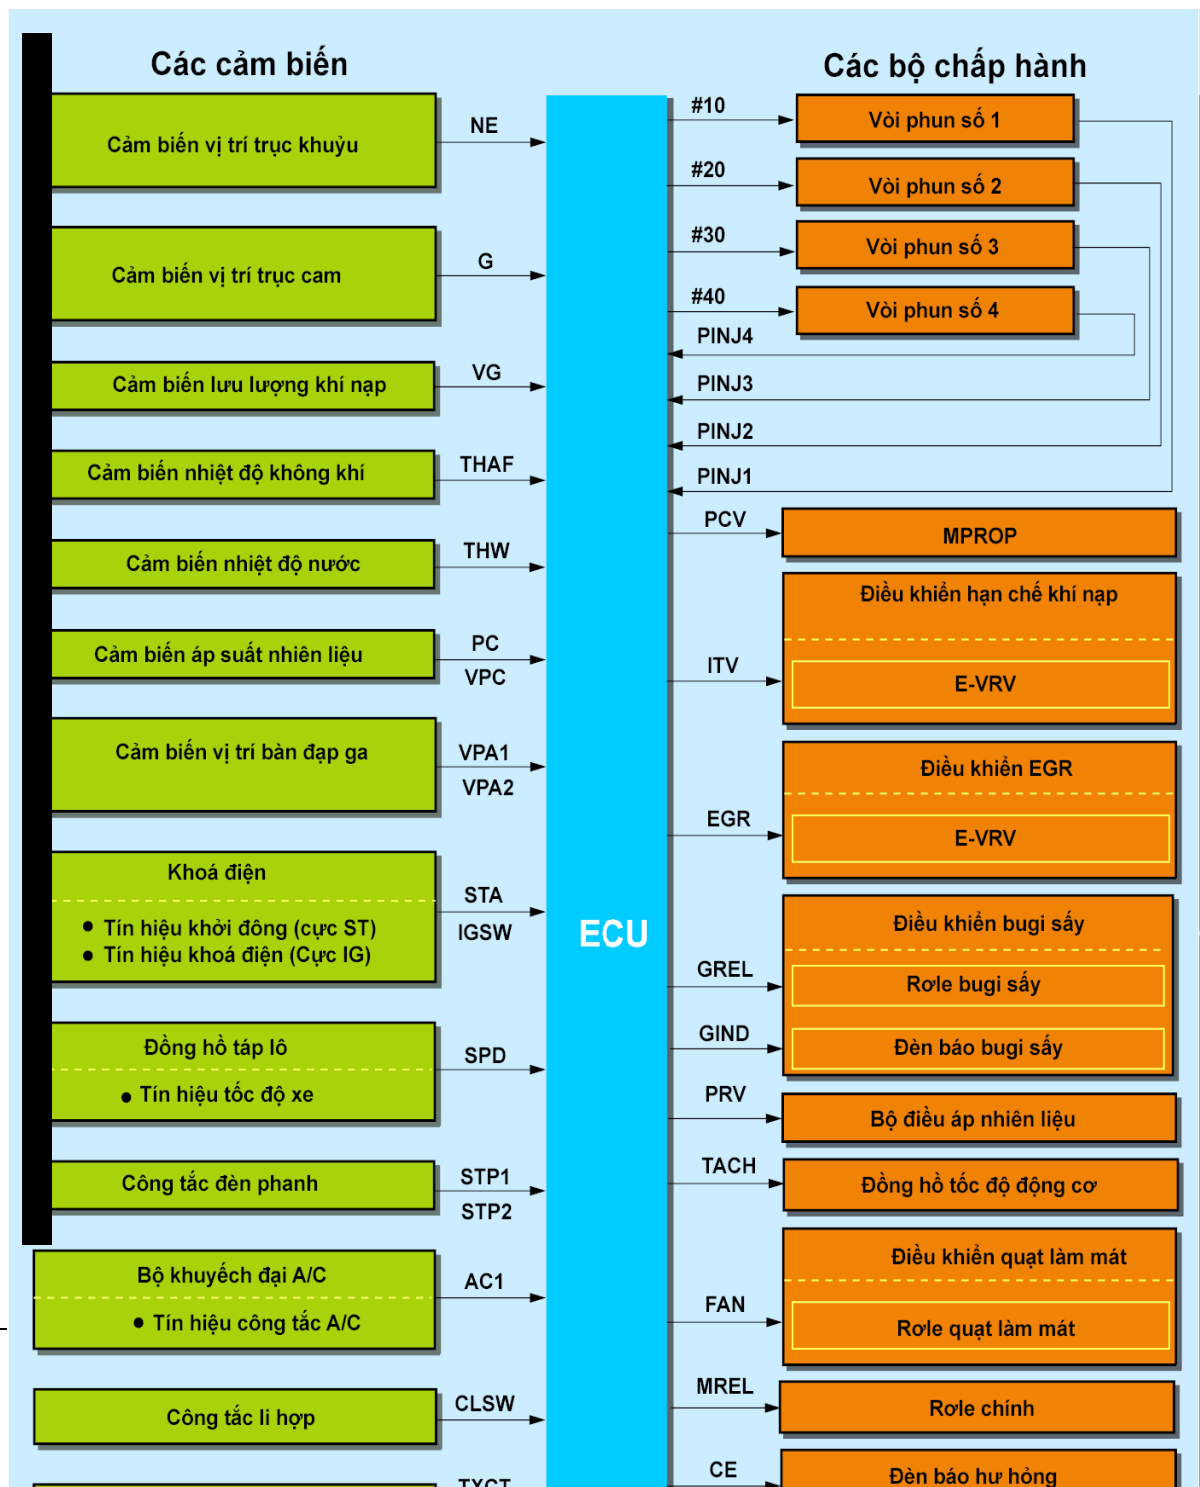 Các cảm biến
Cảm biến vị trí trục khuỷu
NE
Cảm biến vị trí trục cam
G
Cảm biến lưu lượng khí nạp
VG
Cảm biến nhiệt độ không khí
THAF
Cảm biến nhiệt độ nước
THW
Cảm biến áp suất nhiên liệu
PC
VPC
Cảm biến vị trí bàn đạp ga
VPA1
VPA2
Khoá điện
• Tín hiệu khởi đông (cực ST)
• Tín hiệu khoá điện (Cực IG)
STA
IGSW
Đồng hồ táp lô
• Tín hiệu tốc độ xe
SPD
Công tắc đèn phanh
STP1
STP2
Bộ khuyếch đại A/C
• Tín hiệu công tắc A/C
AC1
Công tắc li hợp
CLSW
TXCT
ECU
Các bộ chấp hành
#10
Vòi phun số 1
#20
Vòi phun số 2
#30
Vòi phun số 3
#40
Vòi phun số 4
PINJ4
PINJ3
PINJ2
PINJ1
PCV
MPROP
Điều khiển hạn chế khí nạp
ITV
E-VRV
Điều khiển EGR
EGR
E-VRV
Điều khiển bugi sấy
GREL
Rơle bugi sấy
GIND
Đèn báo bugi sấy
PRV
Bộ điều áp nhiên liệu
TACH
Đồng hồ tốc độ động cơ
Điều khiển quạt làm mát
FAN
Rơle quạt làm mát
MREL
Rơle chính
CE
Đèn báo hư hỏng